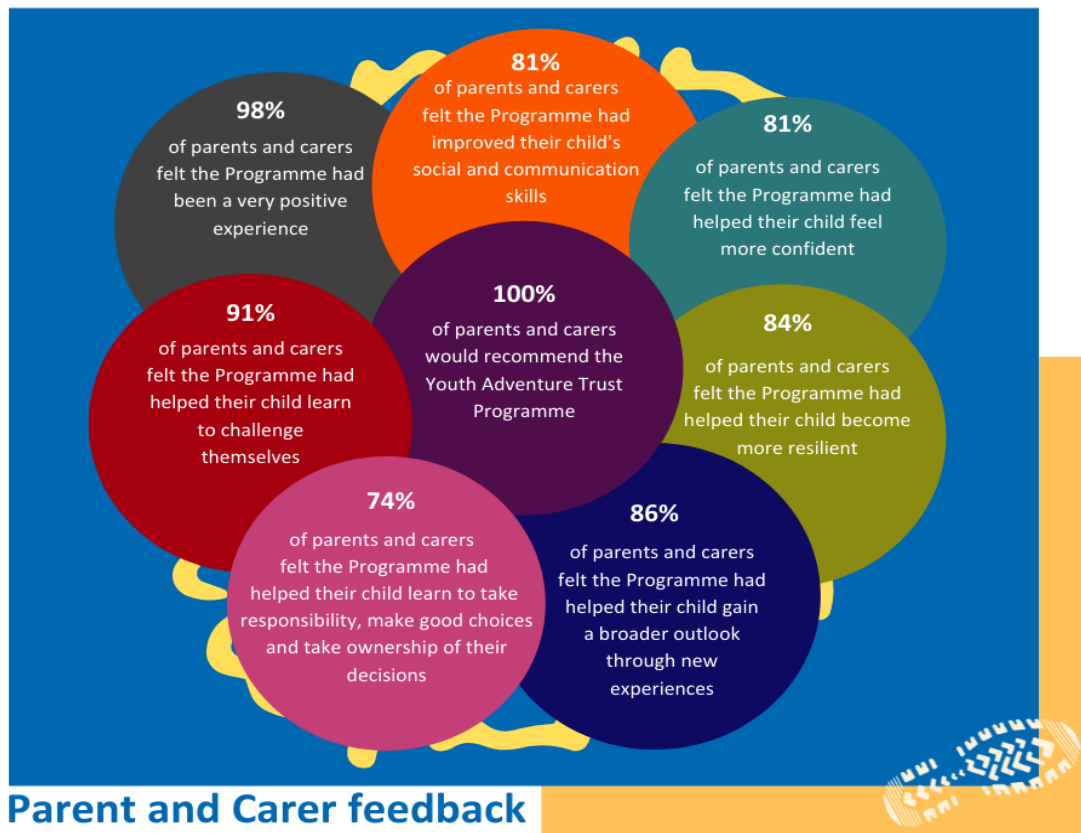 98%
of parents and carers
felt the Programme had
been a very positive
experience
81%
of parents and carers
felt the Programme had
improved their child's
social and communication
skills
81%
of parents and carers
felt the Programme had
helped their child feel
more confident
91%
of parents and carers
felt the Programme had
helped their child learn
to challenge
themselves
100%
of parents and carers
would recommend the
Youth Adventure Trust
Programme
84%
of parents and carers
felt the Programme had
helped their child become
more resilient
74%
of parents and carers
felt the Programme had
helped their child learn to take
responsibility, make good choices
and take ownership of their
decisions
86%
of parents and carers
felt the Programme had
helped their child gain
a broader outlook
through new
experiences
Parent and Carer feedback